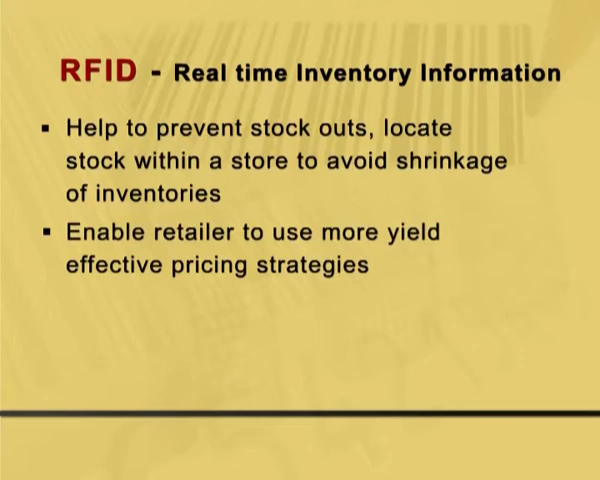 RFID - Real time Inventory Information
▪ Help to prevent stock outs, locate
stock within a store to avoid shrinkage
of inventories
▪ Enable retailer to use more yield
effective pricing strategies